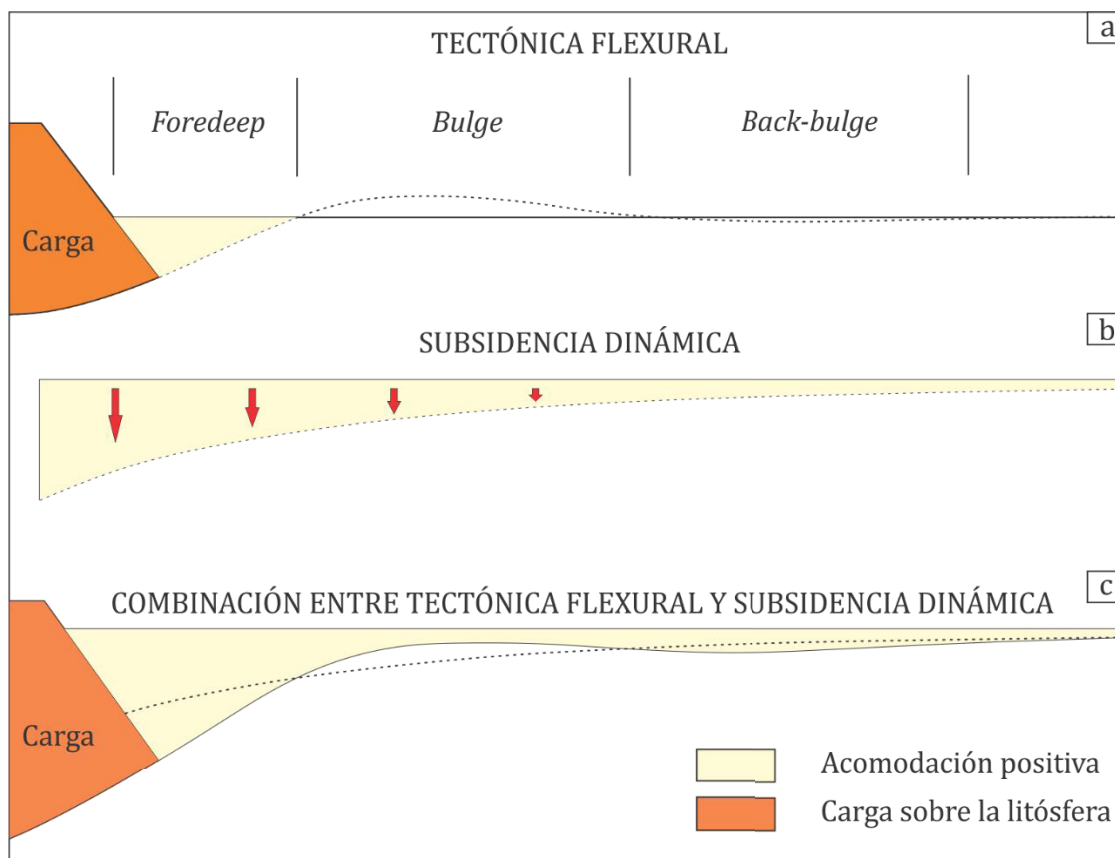 a
TECTÓNICA FLEXURAL
Foredeep Bulge Back-bulge
Carga
b
SUBSIDENCIA DINÁMICA
c
COMBINACIÓN ENTRE TECTÓNICA FLEXURAL Y SUBSIDENCIA DINÁMICA
Carga
Acomodación positiva
Carga sobre la litósfera